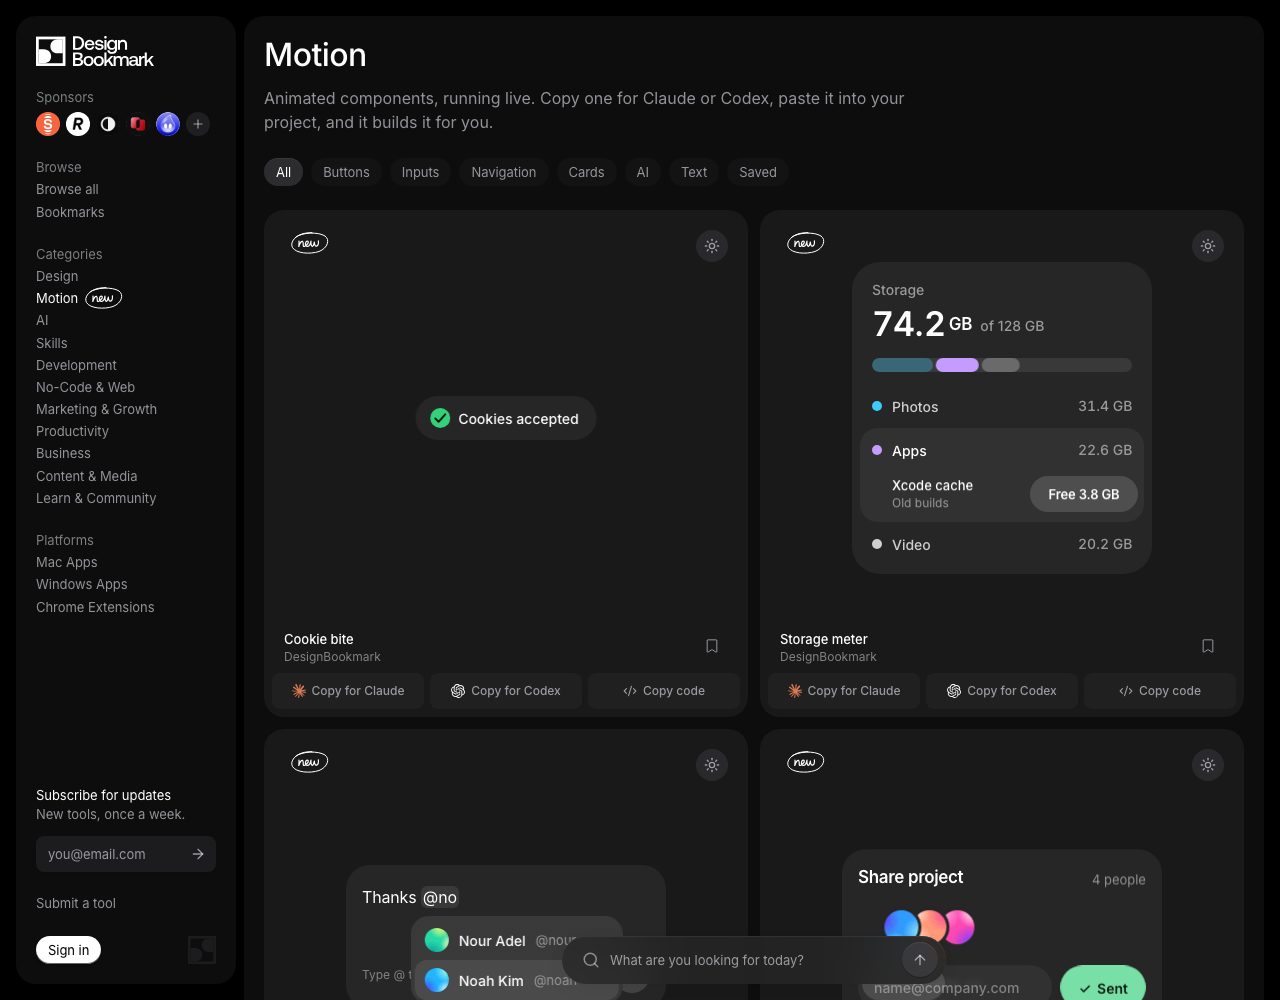 Design
Bookmark
Sponsors
Browse
Browse all
Bookmarks
Categories
Design
Motion new
AI
Skills
Development
No-Code & Web
Marketing & Growth
Productivity
Business
Content & Media
Learn & Community
Platforms
Mac Apps
Windows Apps
Chrome Extensions
Subscribe for updates
New tools, once a week.
you@email.com
Submit a tool
Sign in
Motion
Animated components, running live. Copy one for Claude or Codex, paste it into your
project, and it builds it for you.
All Buttons Inputs Navigation Cards AI Text Saved
new
Cookies accepted
Cookie bite
DesignBookmark
Copy for Claude Copy for Codex Copy code
new
Storage
74.2 GB of 128 GB
Photos 31.4 GB
Apps 22.6 GB
Xcode cache
Old builds
Free 3.8 GB
Video 20.2 GB
Storage meter
DesignBookmark
Copy for Claude Copy for Codex Copy code
new
Thanks @no
Nour Adel @nour
Type @
Noah Kim @noah
new
Share project 4 people
name@company.com Sent
What are you looking for today?